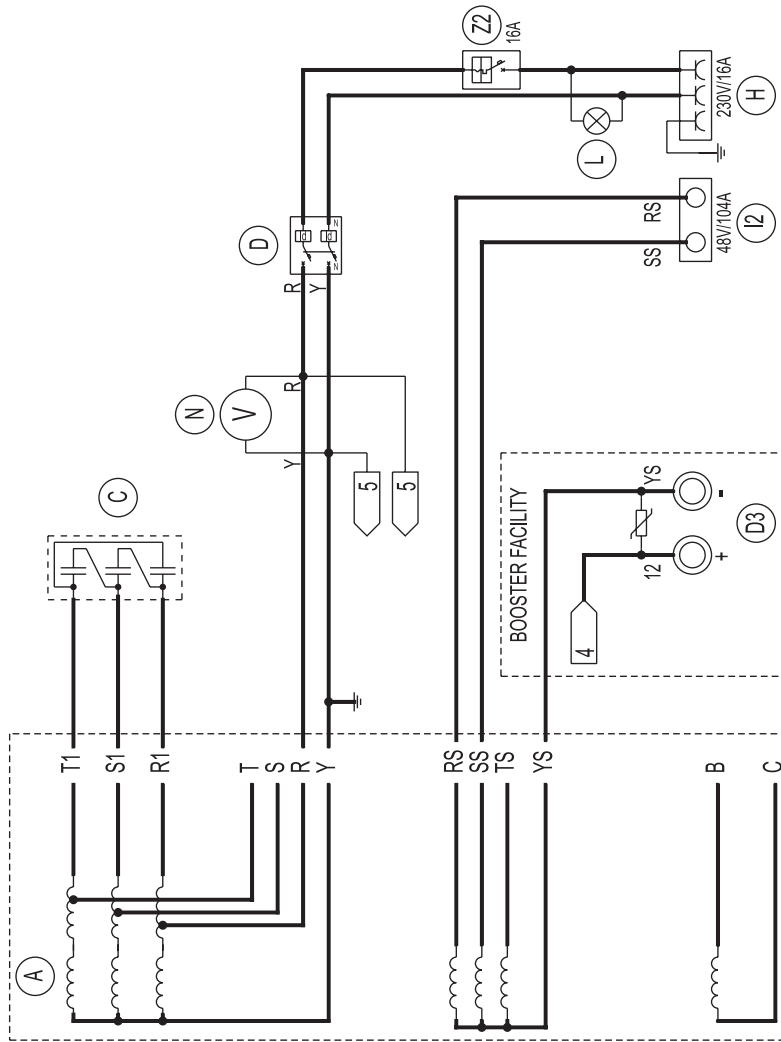 A
T1
S1
R1
T
S
R
Y
RS
SS
TS
YS
B
C
C
N
V
R
Y
5
5
D
R
Y
N
N
Z2
16A
L
H
230V/16A
RS
SS
I2
48V/104A
BOOSTER FACILITY
4
12
YS
+
-
D3